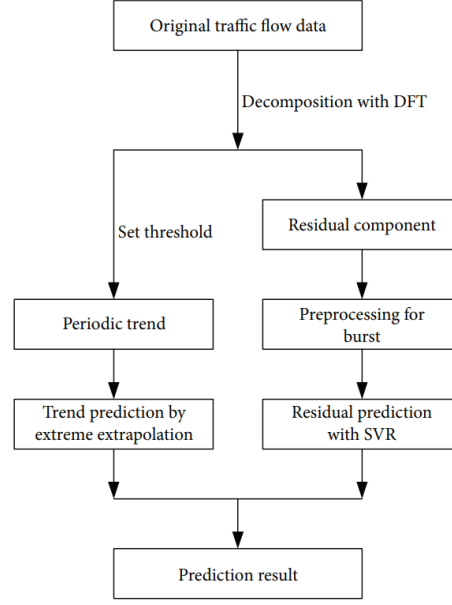 Original traffic flow data
Decomposition with DFT
Set threshold
Residual component
Periodic trend
Preprocessing for
burst
Trend prediction by
extreme extrapolation
Residual prediction
with SVR
Prediction result